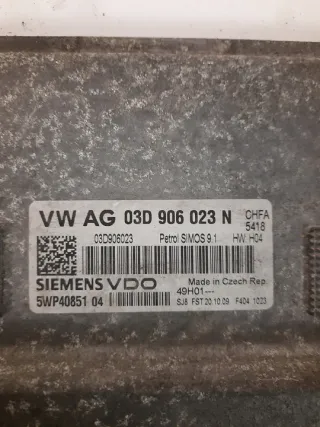 VW AG 03D 906 023 N CHFA
5418
03D906023 Petrol SIMOS 9.1 HW: H04
SIEMENS VDO Made in Czech Rep.
49H01---
5WP40851 04 SJ8 FST 20.10.09 F404 1023